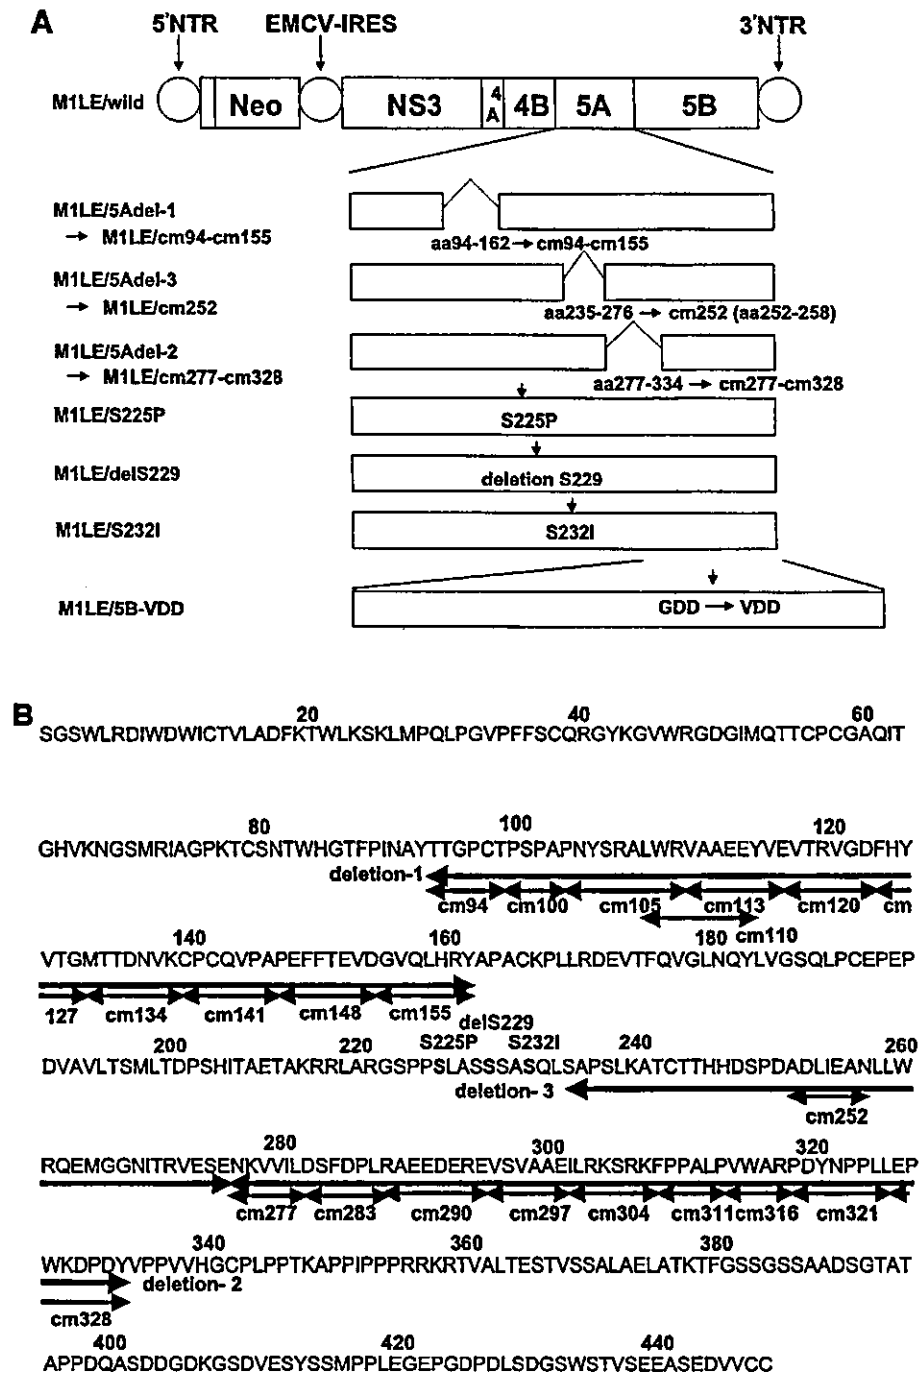 A
5'NTR EMCV-IRES 3'NTR
M1LE/wild Neo NS3 4A 4B 5A 5B
M1LE/5Adel-1
→ M1LE/cm94-cm155 aa94-162 → cm94-cm155
M1LE/5Adel-3
→ M1LE/cm252 aa235-276 → cm252 (aa252-258)
M1LE/5Adel-2
→ M1LE/cm277-cm328 aa277-334 → cm277-cm328
M1LE/S225P S225P
M1LE/delS229 deletion S229
M1LE/S232I S232I
M1LE/5B-VDD GDD → VDD
B
20 40 60
SGSWLRDIWDWICTVLADFKTWLKSKLMPQLPGVPFFSCQRGYKGVWRGDGIMQTTCPCGAQIT
80 100 120
GHVKNGSMRIAGPKTCSNTWHGTFPINAYTTGPCTPSPAPNYSRALWRVAAEEYVEVTRVGDFHY
deletion-1
cm94 cm100 cm105 cm113 cm120 cm
cm110
140 160 180
VTGMTTDNVKCPCQVPAPEFFTEVDGVQLHRYAPACKPLLRDEVTFQVGLNQYLVGSQLPCEPEP
127 cm134 cm141 cm148 cm155
delS229
200 220 S225P S232I 240 260
DVAVLTSMLTDPSHITAETAKRRLARGSPPSLASSSASQLSAPSLKATCTTHHDSPDADLIEANLLW
deletion- 3
cm252
280 300 320
RQEMGGNITRVESENKVVILDSFDPLRAEEDEREVSVAAEILRKSRKFPPALPVWARPDYNPPLLEP
cm277 cm283 cm290 cm297 cm304 cm311 cm316 cm321
340 360 380
WKDPDYVPPVVHGCPLPPTKAPPIPPPRRKRTVALTESTVSSALAELATKTFGSSGSSAADSGTAT
deletion- 2
cm328
400 420 440
APPDQASDDGDKGSDVESYSSMPPLEGEPGDPDLSDGSWSTVSEEASEDVVCC